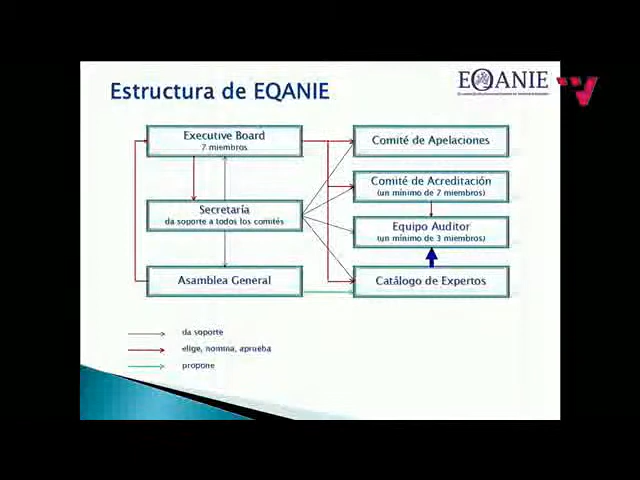 EQANIE
Estructura de EQANIE
Executive Board
7 miembros
Comité de Apelaciones
Comité de Acreditación
(un mínimo de 7 miembros)
Secretaría
da soporte a todos los comités
Equipo Auditor
(un mínimo de 3 miembros)
Asamblea General
Catálogo de Expertos
da soporte
elige, nomina, aprueba
propone